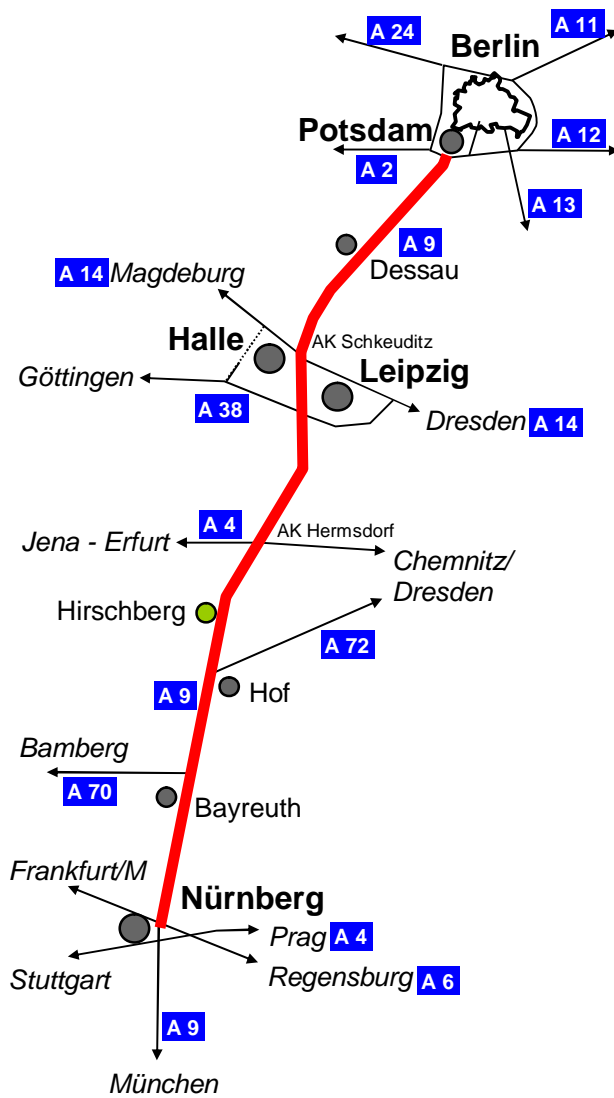 A 11
A 24
Berlin
Potsdam
A 12
A 2
A 13
A 9
Dessau
A 14 Magdeburg
Halle
AK Schkeuditz
Leipzig
Göttingen
A 38
Dresden A 14
A 4
AK Hermsdorf
Jena - Erfurt
Chemnitz/
Dresden
Hirschberg
A 72
A 9
Hof
Bamberg
A 70
Bayreuth
Frankfurt/M
Nürnberg
Prag A 4
Stuttgart
Regensburg A 6
A 9
München